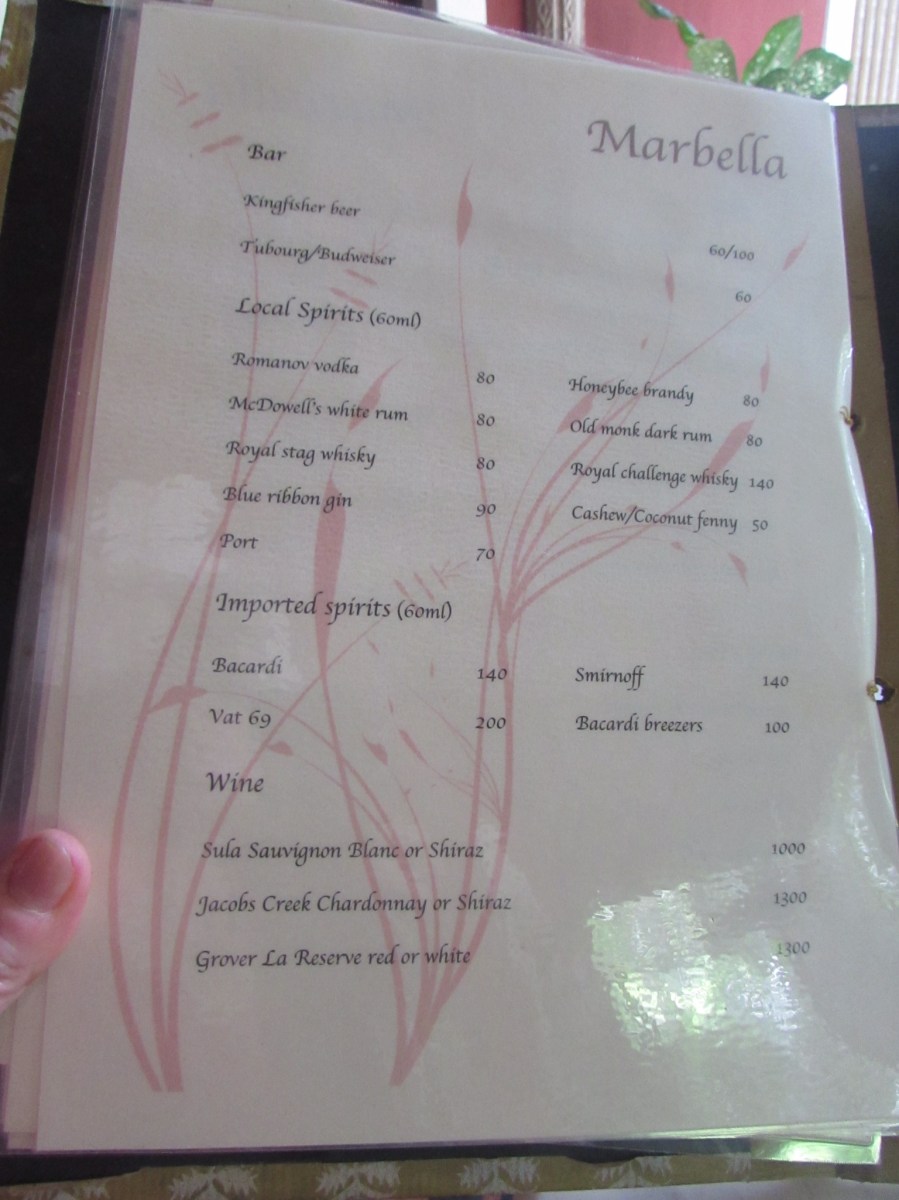 Marbella
Bar
Kingfisher beer 60/100
Tubourg/Budweiser 60
Local Spirits (60ml)
Romanov vodka 80 Honeybee brandy 80
McDowell's white rum 80 Old monk dark rum 80
Royal stag whisky 80 Royal challenge whisky 140
Blue ribbon gin 90 Cashew/Coconut fenny 50
Port 70
Imported spirits (60ml)
Bacardi 140 Smirnoff 140
Vat 69 200 Bacardi breezers 100
Wine
Sula Sauvignon Blanc or Shiraz 1000
Jacobs Creek Chardonnay or Shiraz 1300
Grover La Reserve red or white 1300